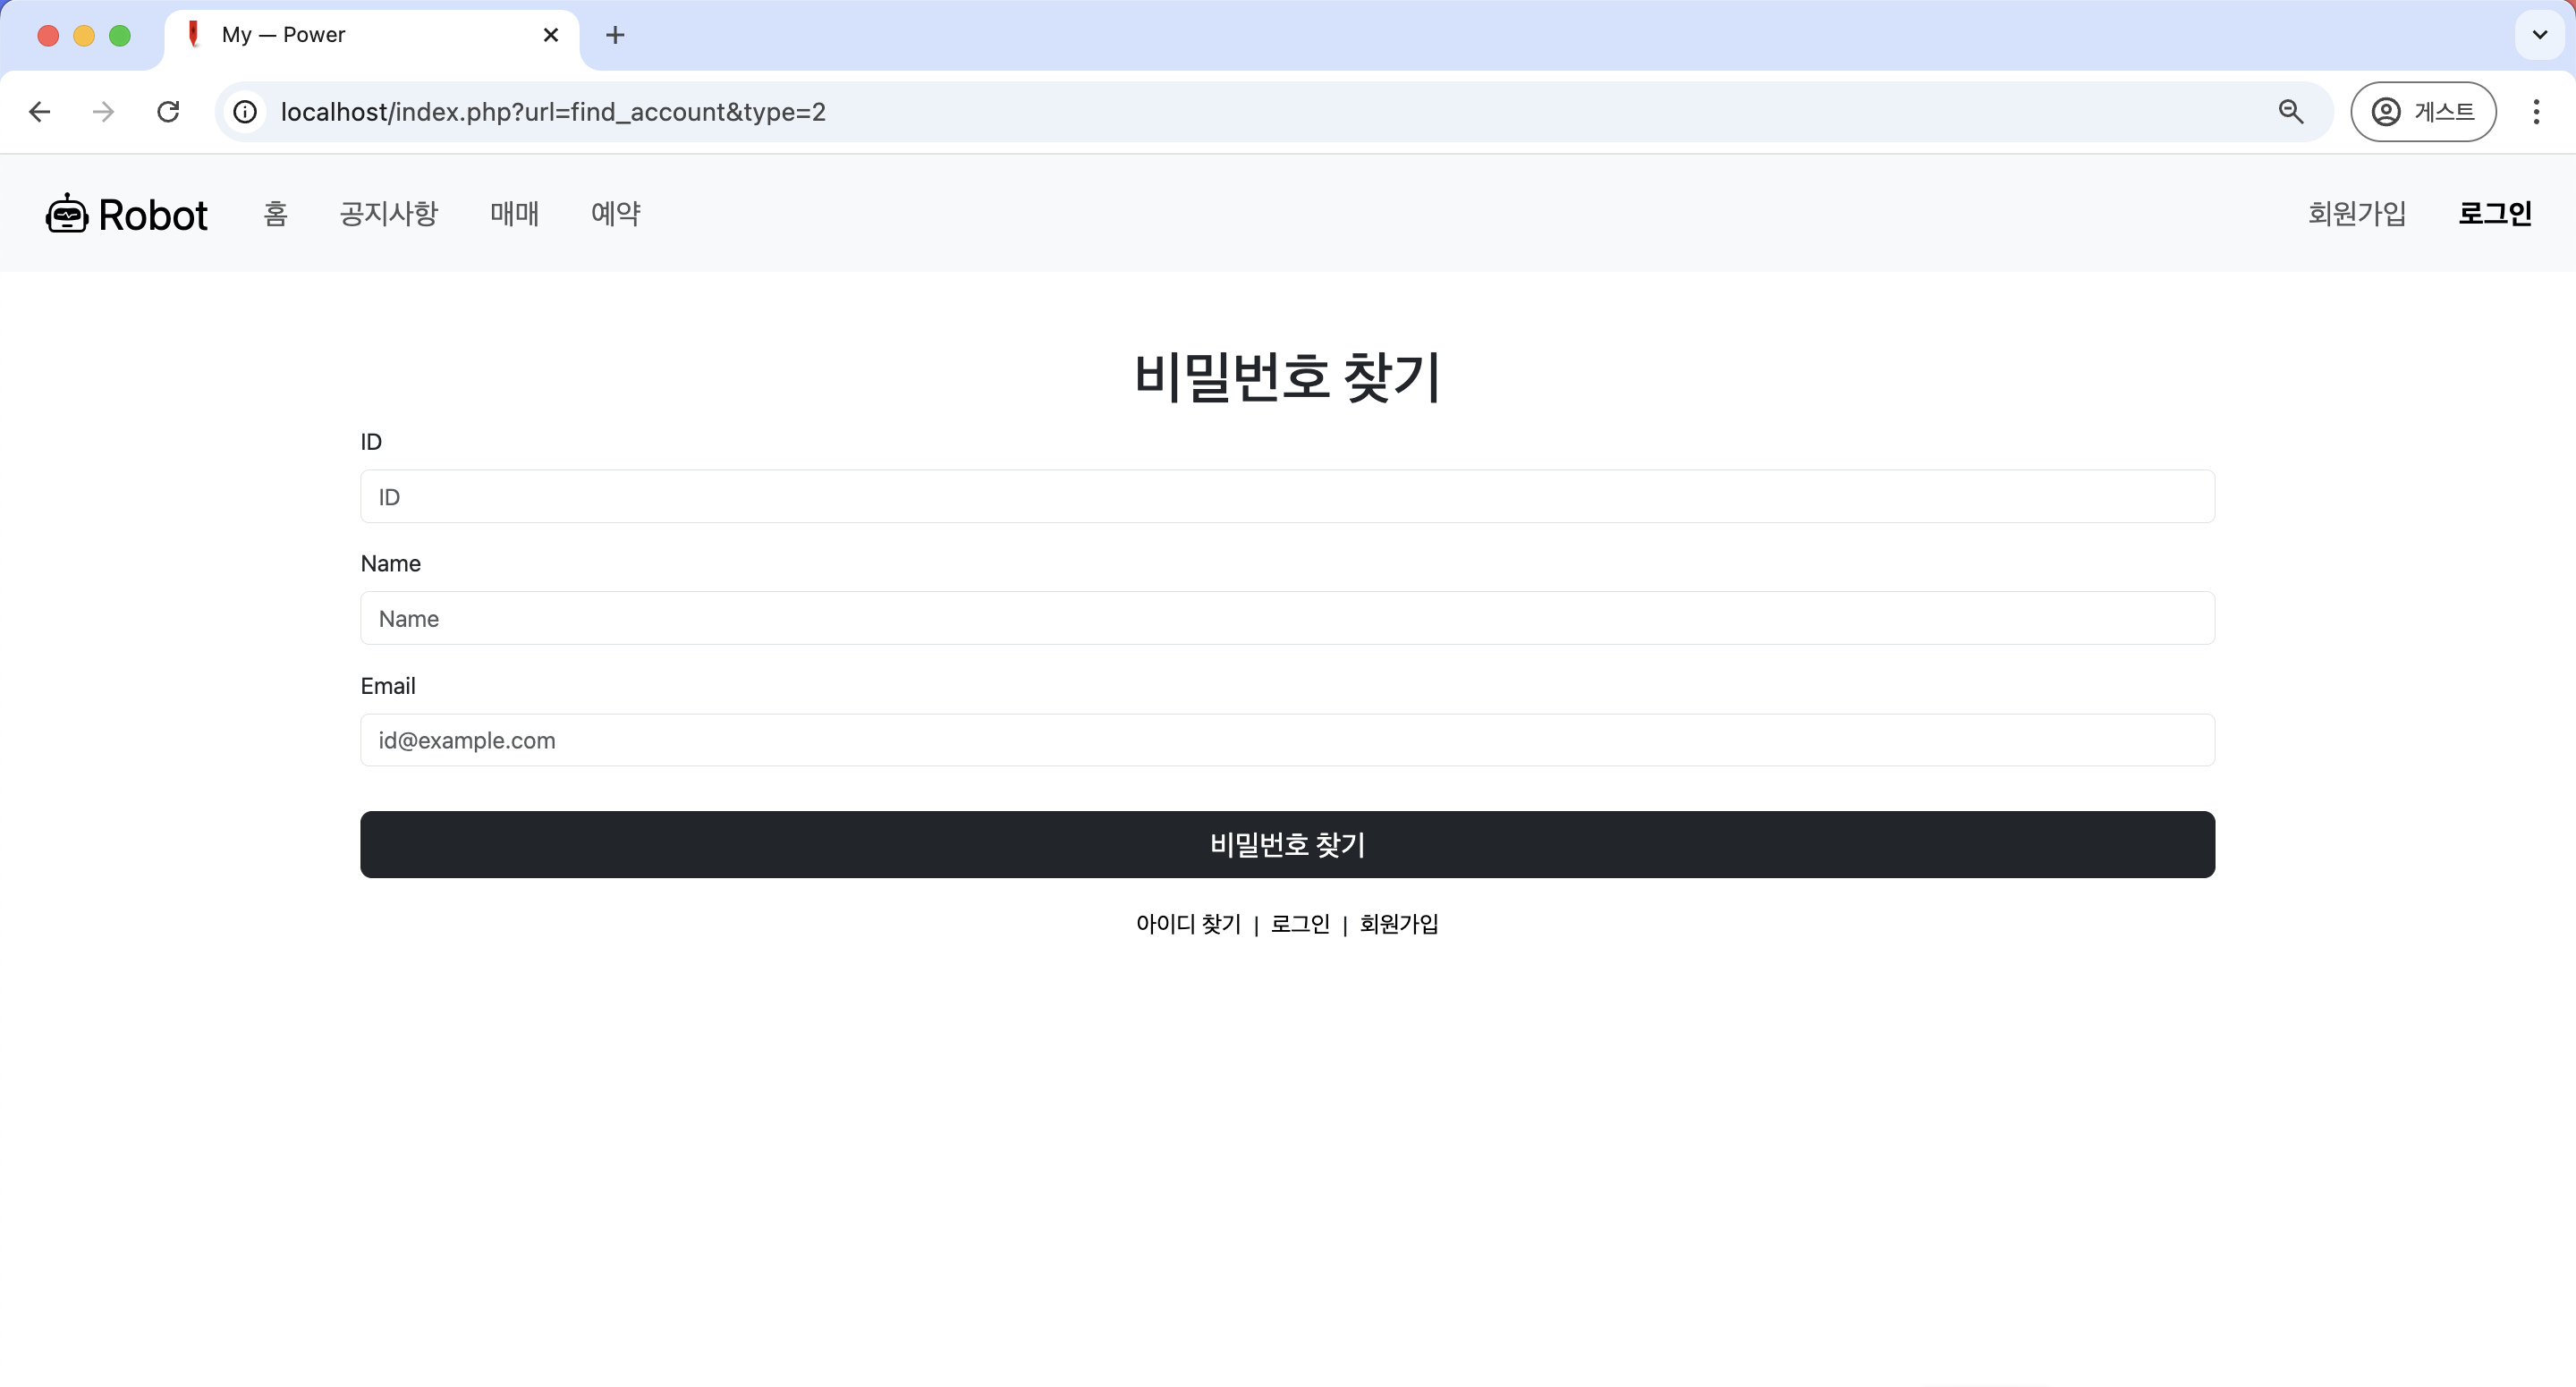 My — Power
localhost/index.php?url=find_account&type=2
게스트
Robot 홈 공지사항 매매 예약 회원가입 로그인
비밀번호 찾기
ID
ID
Name
Name
Email
id@example.com
비밀번호 찾기
아이디 찾기 | 로그인 | 회원가입